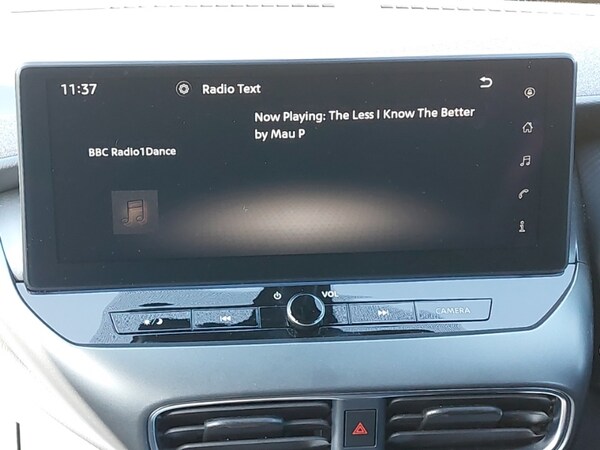 11:37
Radio Text
Now Playing: The Less I Know The Better
by Mau P
BBC Radio1Dance
VOL
CAMERA